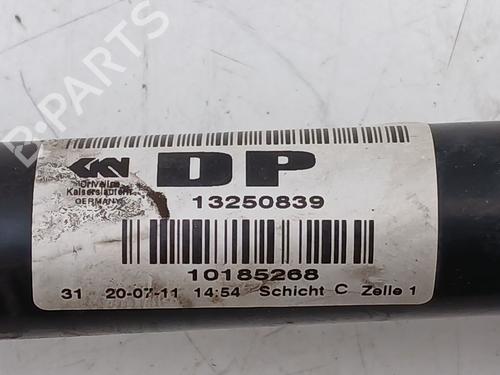 B-PARTS
GKN
DP
Driveline
Kaiserslautern
GERMANY
13250839
10185268
31 20-07-11 14:54 Schicht C Zelle 1